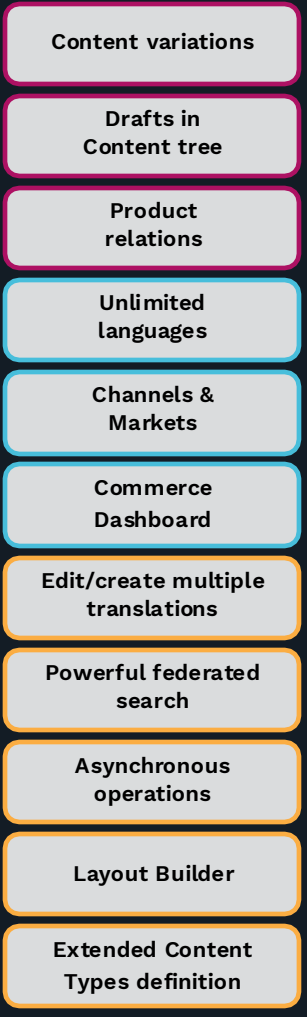 Content variations
Drafts in
Content tree
Product
relations
Unlimited
languages
Channels &
Markets
Commerce
Dashboard
Edit/create multiple
translations
Powerful federated
search
Asynchronous
operations
Layout Builder
Extended Content
Types definition